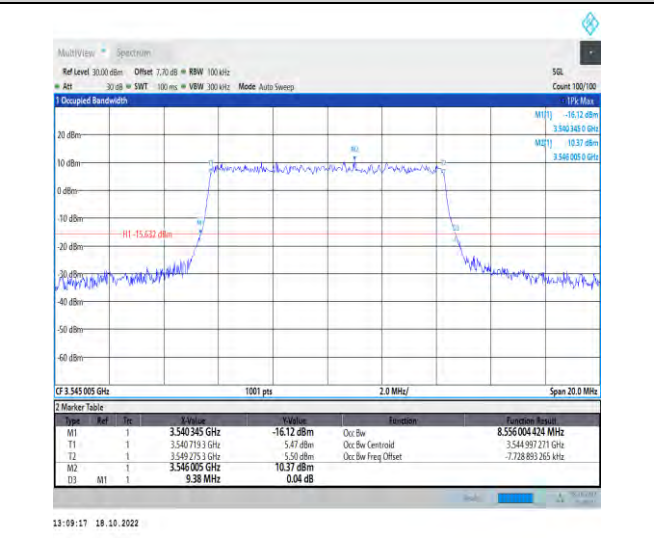 MultiView Spectrum
Ref Level 30.00 dBm Offset 7.70 dB RBW 100 kHz SGL
Att 30 dB SWT 100 ms VBW 300 kHz Mode Auto Sweep Count 100/100
1 Occupied Bandwidth 1Pk Max
M1[1] -16.12 dBm
3.540 345 0 GHz
M2[1] 10.37 dBm
3.546 005 0 GHz
20 dBm
M2
10 dBm
0 dBm
-10 dBm
M1
H1 -15.632 dBm
D3
-20 dBm
-30 dBm
-40 dBm
-50 dBm
-60 dBm
CF 3.545 005 GHz 1001 pts 2.0 MHz/ Span 20.0 MHz
2 Marker Table
Type Ref Trc X-Value Y-Value Function Function Result
M1 1 3.540 345 GHz -16.12 dBm Occ Bw 8.556 004 424 MHz
T1 1 3.540 719 3 GHz 5.47 dBm Occ Bw Centroid 3.544 997 271 GHz
T2 1 3.549 275 3 GHz 5.50 dBm Occ Bw Freq Offset -7.728 893 265 kHz
M2 1 3.546 005 GHz 10.37 dBm
D3 M1 1 9.38 MHz 0.04 dB
13:09:17 18.10.2022